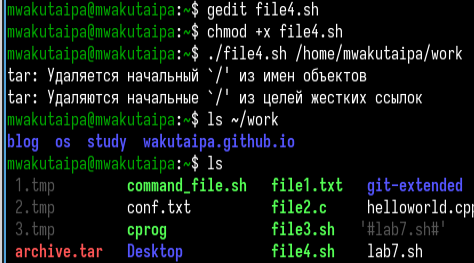 mwakutaipa@mwakutaipa:~$ gedit file4.sh
mwakutaipa@mwakutaipa:~$ chmod +x file4.sh
mwakutaipa@mwakutaipa:~$ ./file4.sh /home/mwakutaipa/work
tar: Удаляется начальный `/' из имен объектов
tar: Удаляются начальные `/' из целей жестких ссылок
mwakutaipa@mwakutaipa:~$ ls ~/work
blog os study wakutaipa.github.io
mwakutaipa@mwakutaipa:~$ ls
1.tmp command_file.sh file1.txt git-extended
2.tmp conf.txt file2.c helloworld.cpp
3.tmp cprog file3.sh '#lab7.sh#'
archive.tar Desktop file4.sh lab7.sh